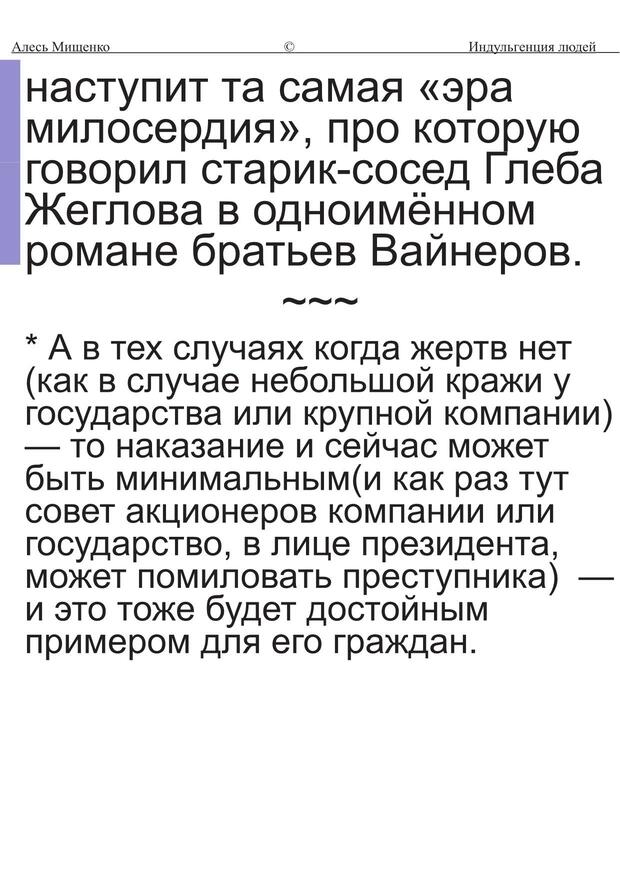 Алесь Мищенко © Индульгенция людей
наступит та самая «эра
милосердия», про которую
говорил старик-сосед Глеба
Жеглова в одноимённом
романе братьев Вайнеров.
~~~
* А в тех случаях когда жертв нет
(как в случае небольшой кражи у
государства или крупной компании)
— то наказание и сейчас может
быть минимальным(и как раз тут
совет акционеров компании или
государство, в лице президента,
может помиловать преступника) —
и это тоже будет достойным
примером для его граждан.